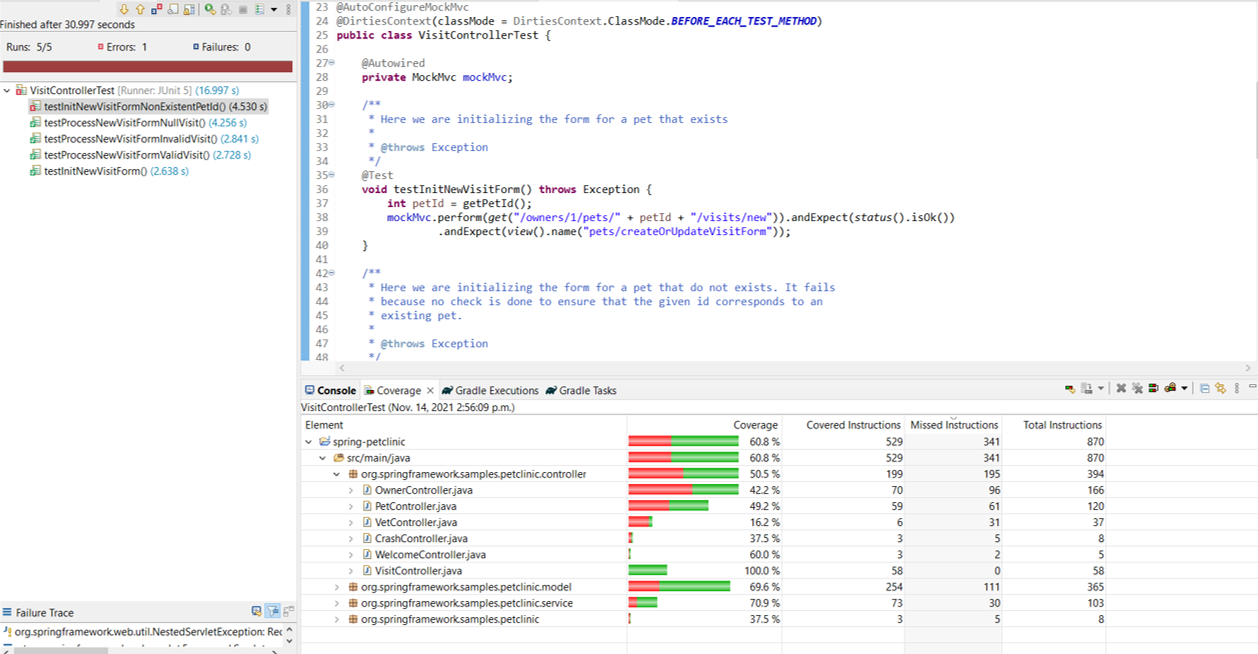 Finished after 30.997 seconds
Runs: 5/5 Errors: 1 Failures: 0
VisitControllerTest [Runner: JUnit 5] (16.997 s)
testInitNewVisitFormNonExistentPetId() (4.530 s)
testProcessNewVisitFormNullVisit() (4.256 s)
testProcessNewVisitFormInvalidVisit() (2.841 s)
testProcessNewVisitFormValidVisit() (2.728 s)
testInitNewVisitForm() (2.638 s)
Failure Trace
org.springframework.web.util.NestedServletException: Rec
23 @AutoConfigureMockMvc
24 @DirtiesContext(classMode = DirtiesContext.ClassMode.BEFORE_EACH_TEST_METHOD)
25 public class VisitControllerTest {
26
27 @Autowired
28 private MockMvc mockMvc;
29
30 /**
31 * Here we are initializing the form for a pet that exists
32 *
33 * @throws Exception
34 */
35 @Test
36 void testInitNewVisitForm() throws Exception {
37 int petId = getPetId();
38 mockMvc.perform(get("/owners/1/pets/" + petId + "/visits/new")).andExpect(status().isOk())
39 .andExpect(view().name("pets/createOrUpdateVisitForm"));
40 }
41
42 /**
43 * Here we are initializing the form for a pet that do not exists. It fails
44 * because no check is done to ensure that the given id corresponds to an
45 * existing pet.
46 *
47 * @throws Exception
48 */
Console Coverage Gradle Executions Gradle Tasks
VisitControllerTest (Nov. 14, 2021 2:56:09 p.m.)
Element Coverage Covered Instructions Missed Instructions Total Instructions
spring-petclinic 60.8 % 529 341 870
src/main/java 60.8 % 529 341 870
org.springframework.samples.petclinic.controller 50.5 % 199 195 394
OwnerController.java 42.2 % 70 96 166
PetController.java 49.2 % 59 61 120
VetController.java 16.2 % 6 31 37
CrashController.java 37.5 % 3 5 8
WelcomeController.java 60.0 % 3 2 5
VisitController.java 100.0 % 58 0 58
org.springframework.samples.petclinic.model 69.6 % 254 111 365
org.springframework.samples.petclinic.service 70.9 % 73 30 103
org.springframework.samples.petclinic 37.5 % 3 5 8